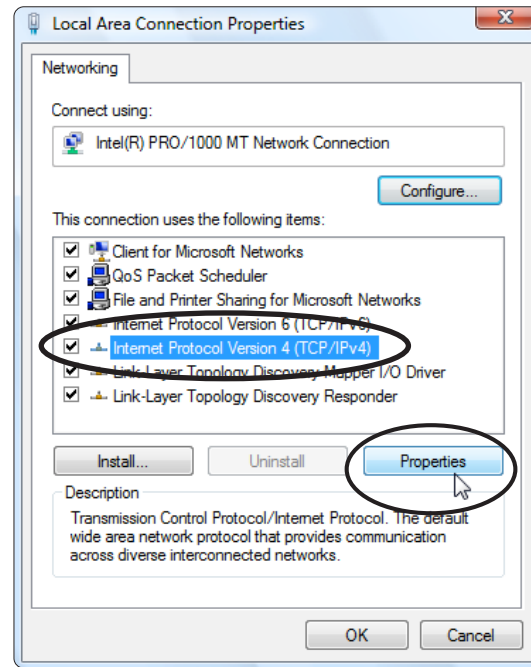 Local Area Connection Properties
Networking
Connect using:
Intel(R) PRO/1000 MT Network Connection
Configure...
This connection uses the following items:
Client for Microsoft Networks
QoS Packet Scheduler
File and Printer Sharing for Microsoft Networks
Internet Protocol Version 6 (TCP/IPv6)
Internet Protocol Version 4 (TCP/IPv4)
Link-Layer Topology Discovery Mapper I/O Driver
Link-Layer Topology Discovery Responder
Install... Uninstall Properties
Description
Transmission Control Protocol/Internet Protocol. The default
wide area network protocol that provides communication
across diverse interconnected networks.
OK Cancel